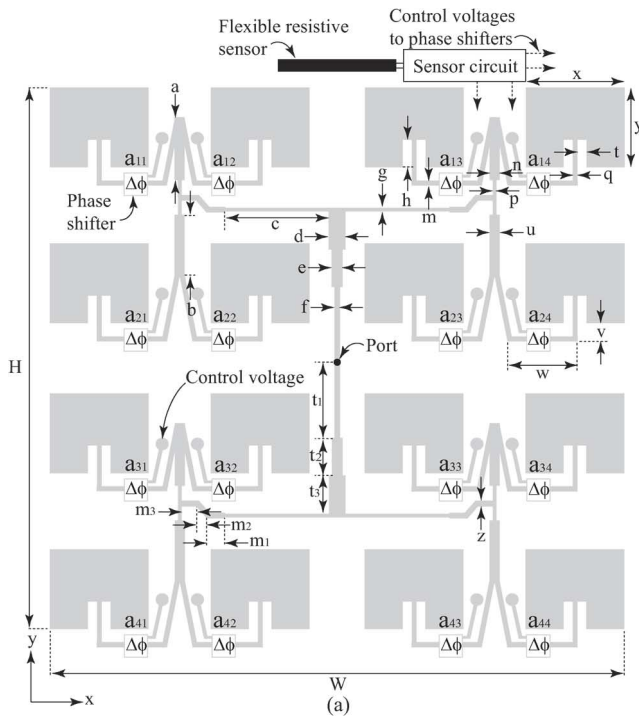 Flexible resistive sensor
Control voltages to phase shifters
Sensor circuit
x
a
y
a11
a12
a13
n
a14
t
g
Δϕ
Δϕ
Δϕ
Δϕ
q
Phase shifter
h
m
p
c
d
u
e
b
f
a21
a22
a23
a24
v
Δϕ
Δϕ
Δϕ
Δϕ
Port
w
H
Control voltage
t1
t2
a31
a32
a33
a34
Δϕ
Δϕ
Δϕ
Δϕ
t3
m3
m2
z
m1
a41
a42
a43
a44
y
Δϕ
Δϕ
Δϕ
Δϕ
W
x
(a)